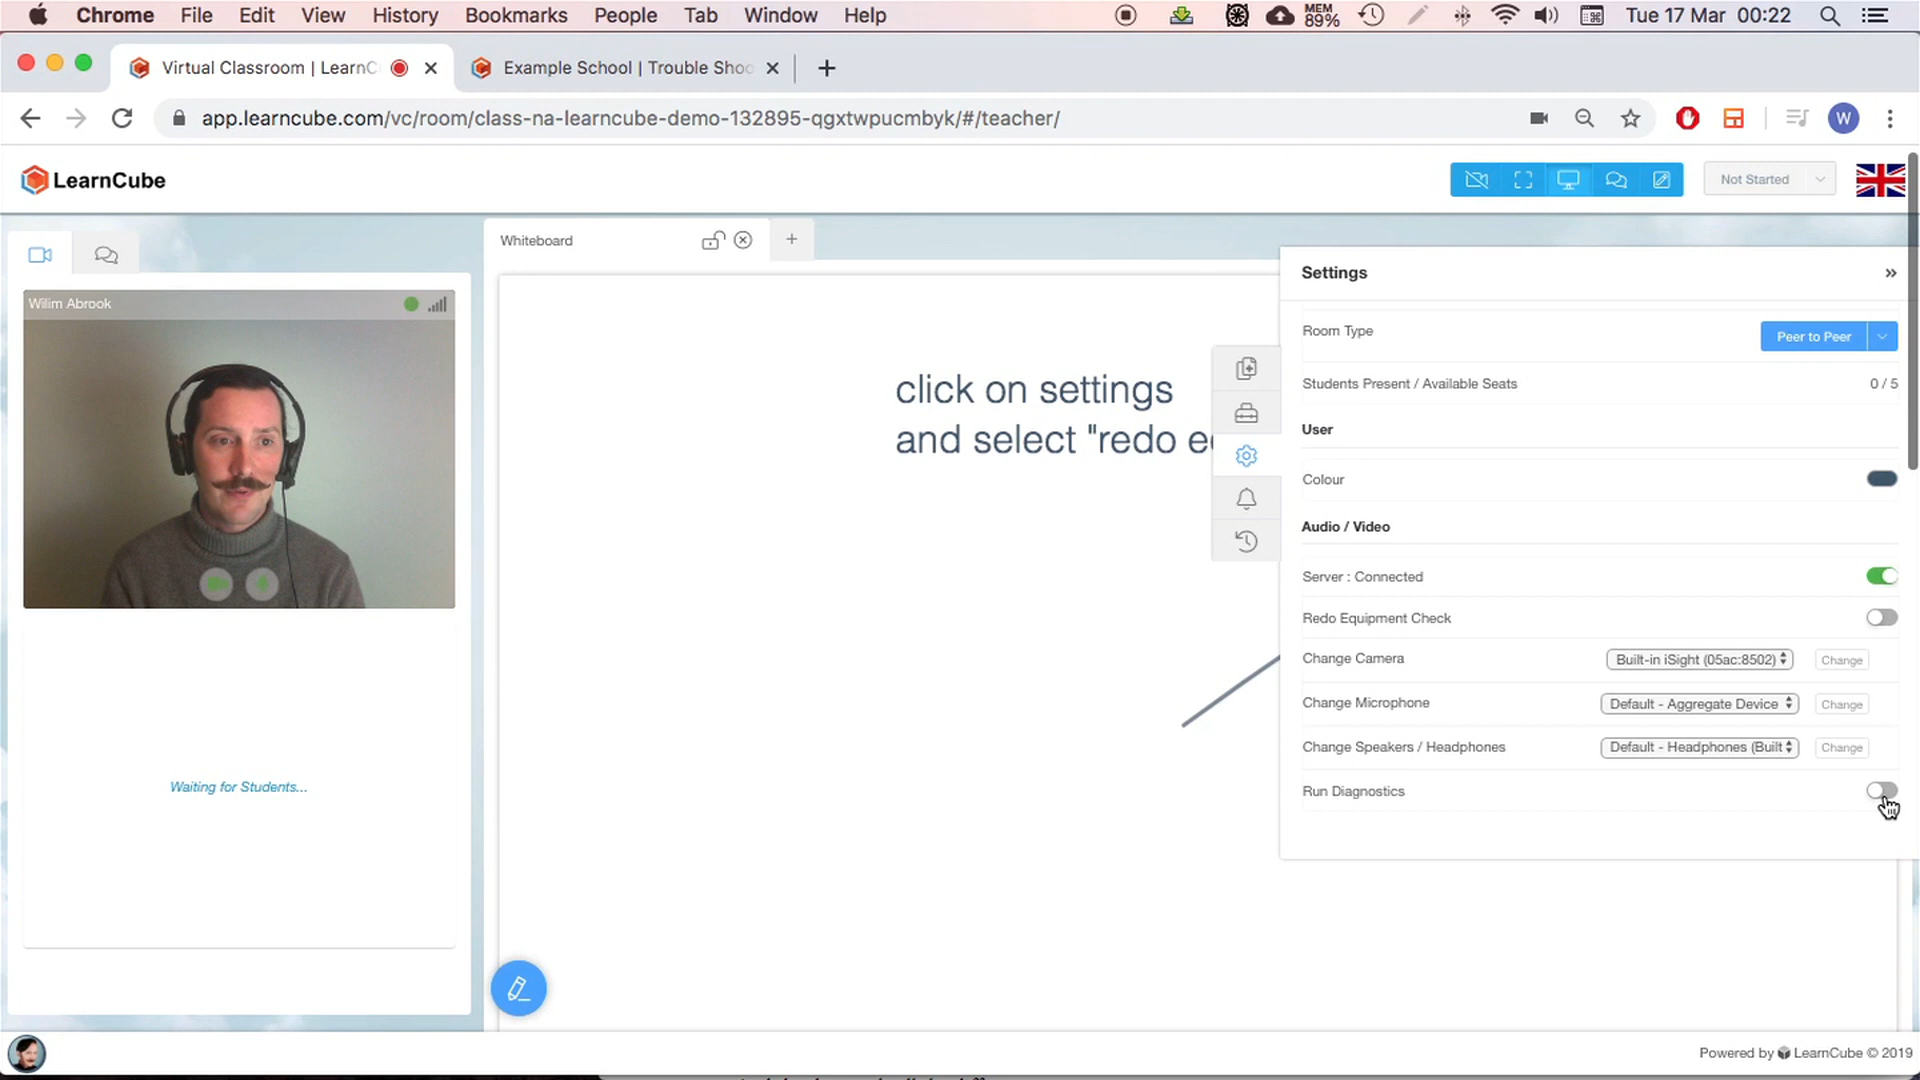 Chrome File Edit View History Bookmarks People Tab Window Help MEM 89% Tue 17 Mar 00:22
Virtual Classroom | LearnC
Example School | Trouble Shoo
app.learncube.com/vc/room/class-na-learncube-demo-132895-qgxtwpucmbyk/#/teacher/
W
LearnCube
Not Started
Whiteboard
Wilim Abrook
Waiting for Students...
click on settings
and select "redo e
Settings
Room Type Peer to Peer
Students Present / Available Seats 0 / 5
User
Colour
Audio / Video
Server : Connected
Redo Equipment Check
Change Camera Built-in iSight (05ac:8502) Change
Change Microphone Default - Aggregate Device Change
Change Speakers / Headphones Default - Headphones (Built Change
Run Diagnostics
Powered by LearnCube © 2019